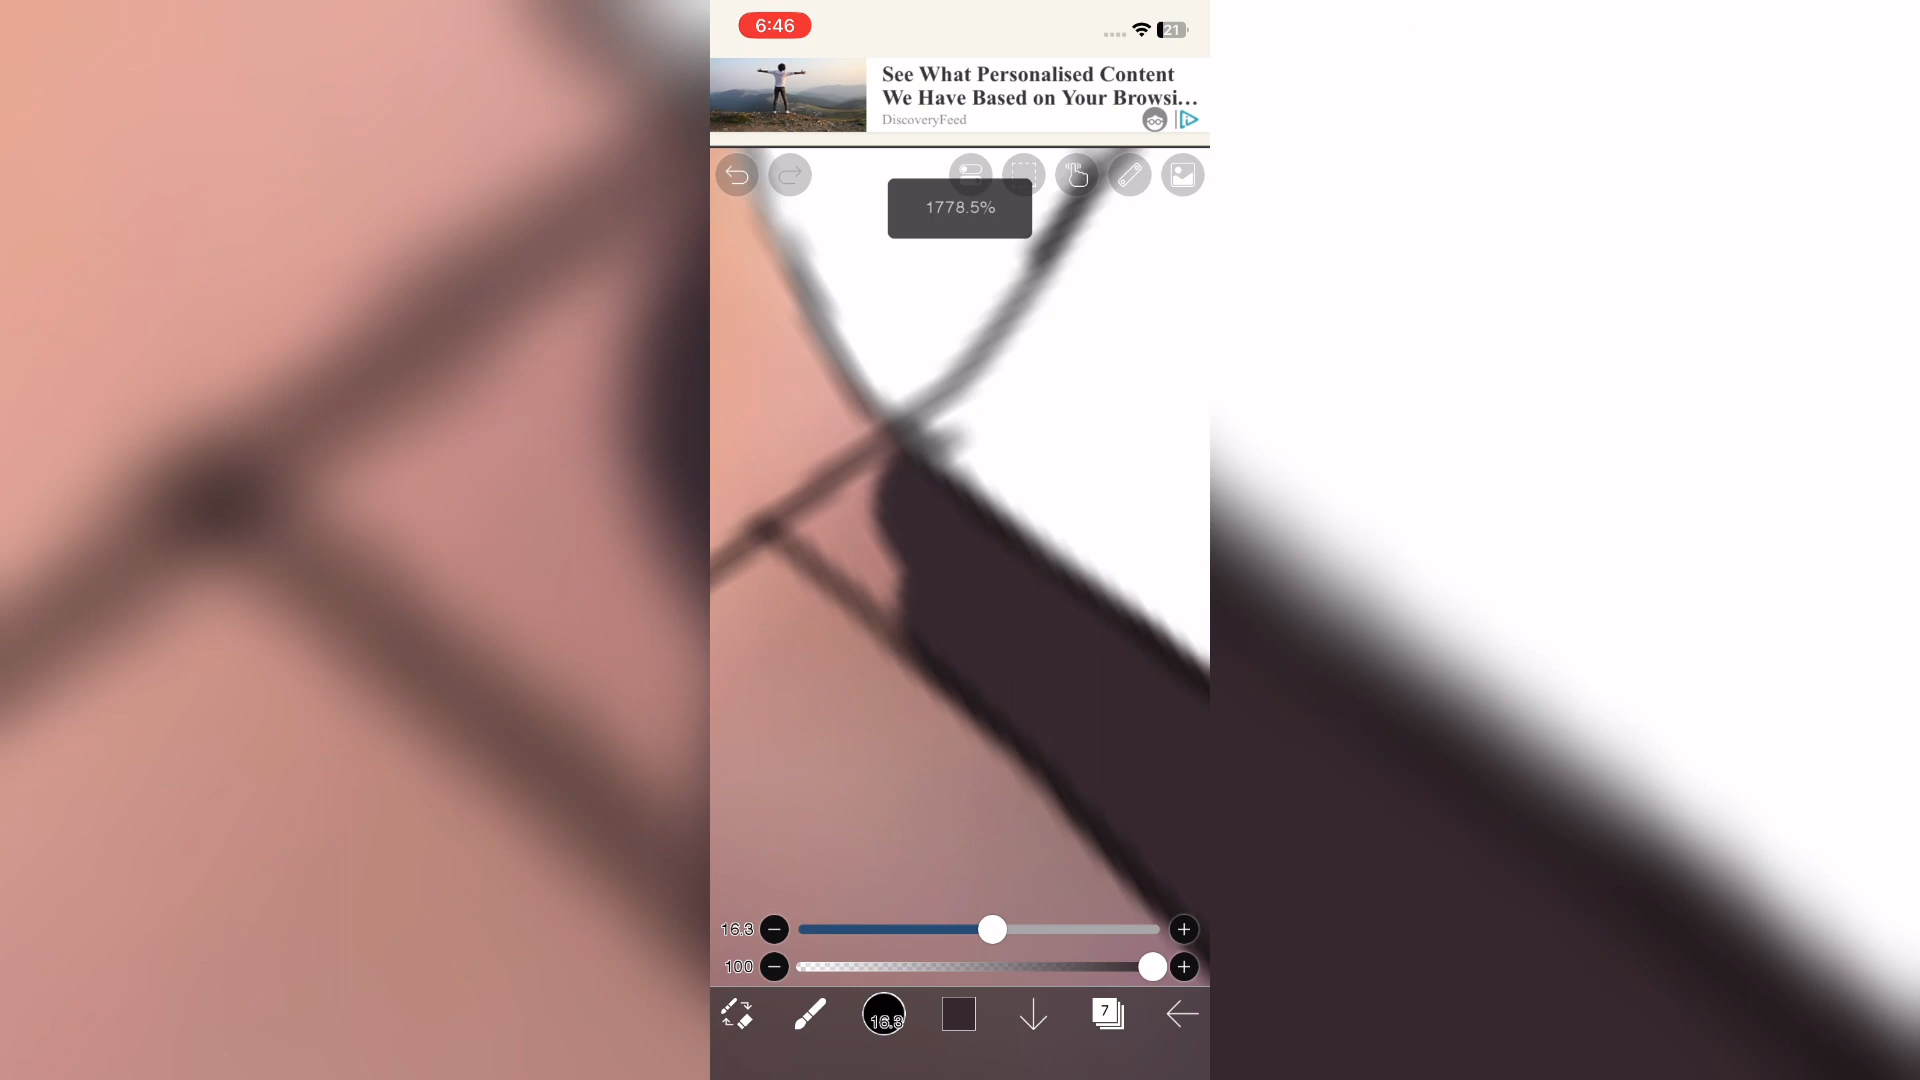 6:46
21
See What Personalised Content
We Have Based on Your Browsi...
DiscoveryFeed
1778.5%
16.3
100
16.3
7